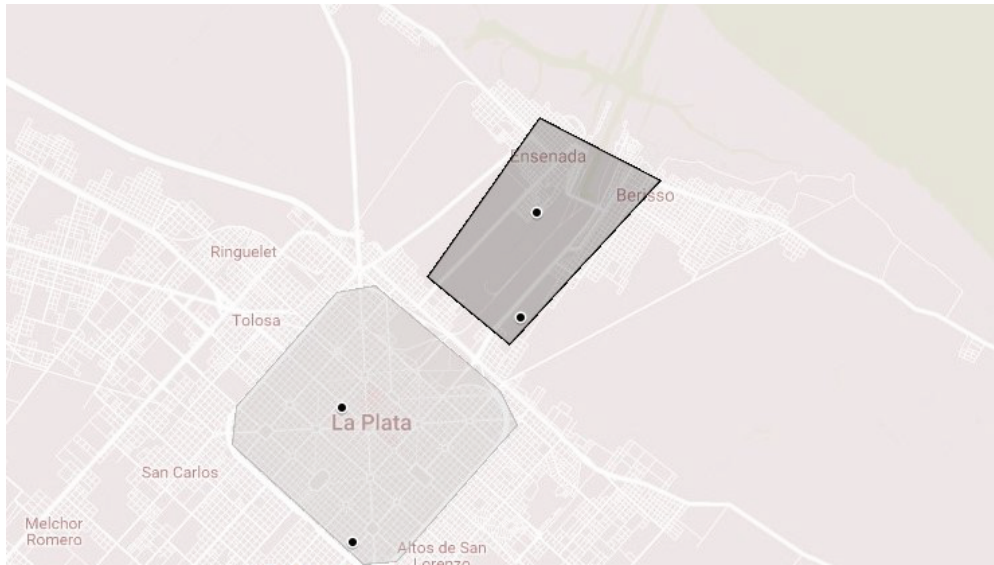 Ensenada
Berisso
Ringuelet
Tolosa
La Plata
San Carlos
Melchor
Romero
Altos de San
Lorenzo